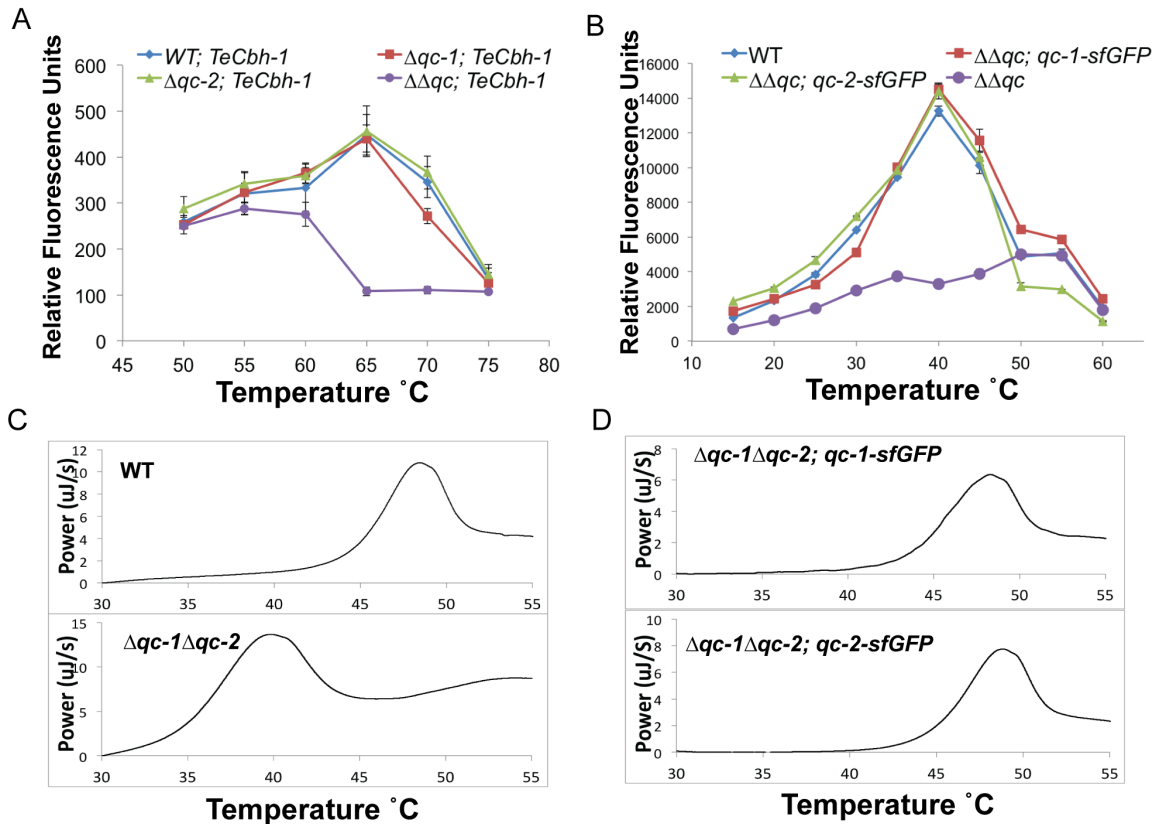 A
Relative Fluorescence Units
WT; TeCbh-1
Δqc-1; TeCbh-1
Δqc-2; TeCbh-1
ΔΔqc; TeCbh-1
600
500
400
300
200
100
0
45 50 55 60 65 70 75 80
Temperature ˚C
B
Relative Fluorescence Units
WT
ΔΔqc; qc-1-sfGFP
ΔΔqc; qc-2-sfGFP
ΔΔqc
16000
14000
12000
10000
8000
6000
4000
2000
0
10 20 30 40 50 60
Temperature ˚C
C
WT
Power (uJ/s)
12
10
8
6
4
2
0
30 35 40 45 50 55
Δqc-1Δqc-2
Power (uJ/s)
15
10
5
0
30 35 40 45 50 55
Temperature ˚C
D
Δqc-1Δqc-2; qc-1-sfGFP
Power (uJ/S)
8
6
4
2
0
30 35 40 45 50 55
Δqc-1Δqc-2; qc-2-sfGFP
Power (uJ/S)
10
8
6
4
2
0
30 35 40 45 50 55
Temperature ˚C